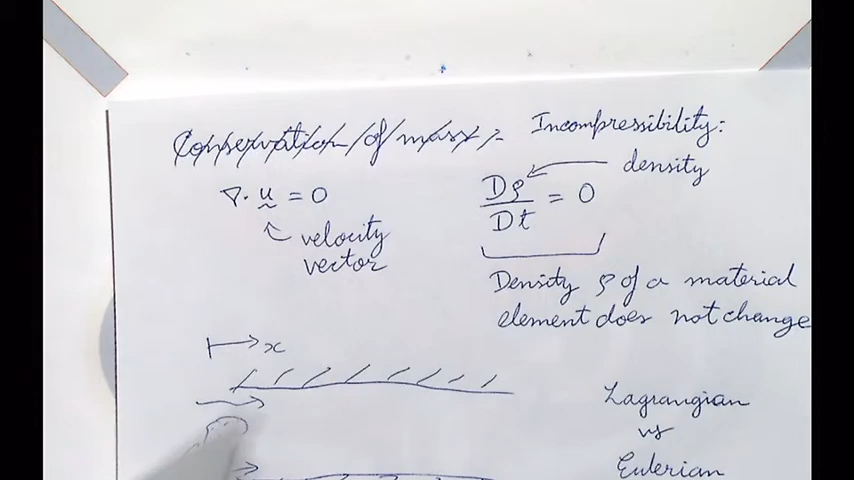 Conservation of mass :-
Incompressibility:
density
∇. u = 0
Dρ/Dt = 0
velocity
vector
Density ρ of a material
element does not change
x
Lagrangian
vs
Eulerian